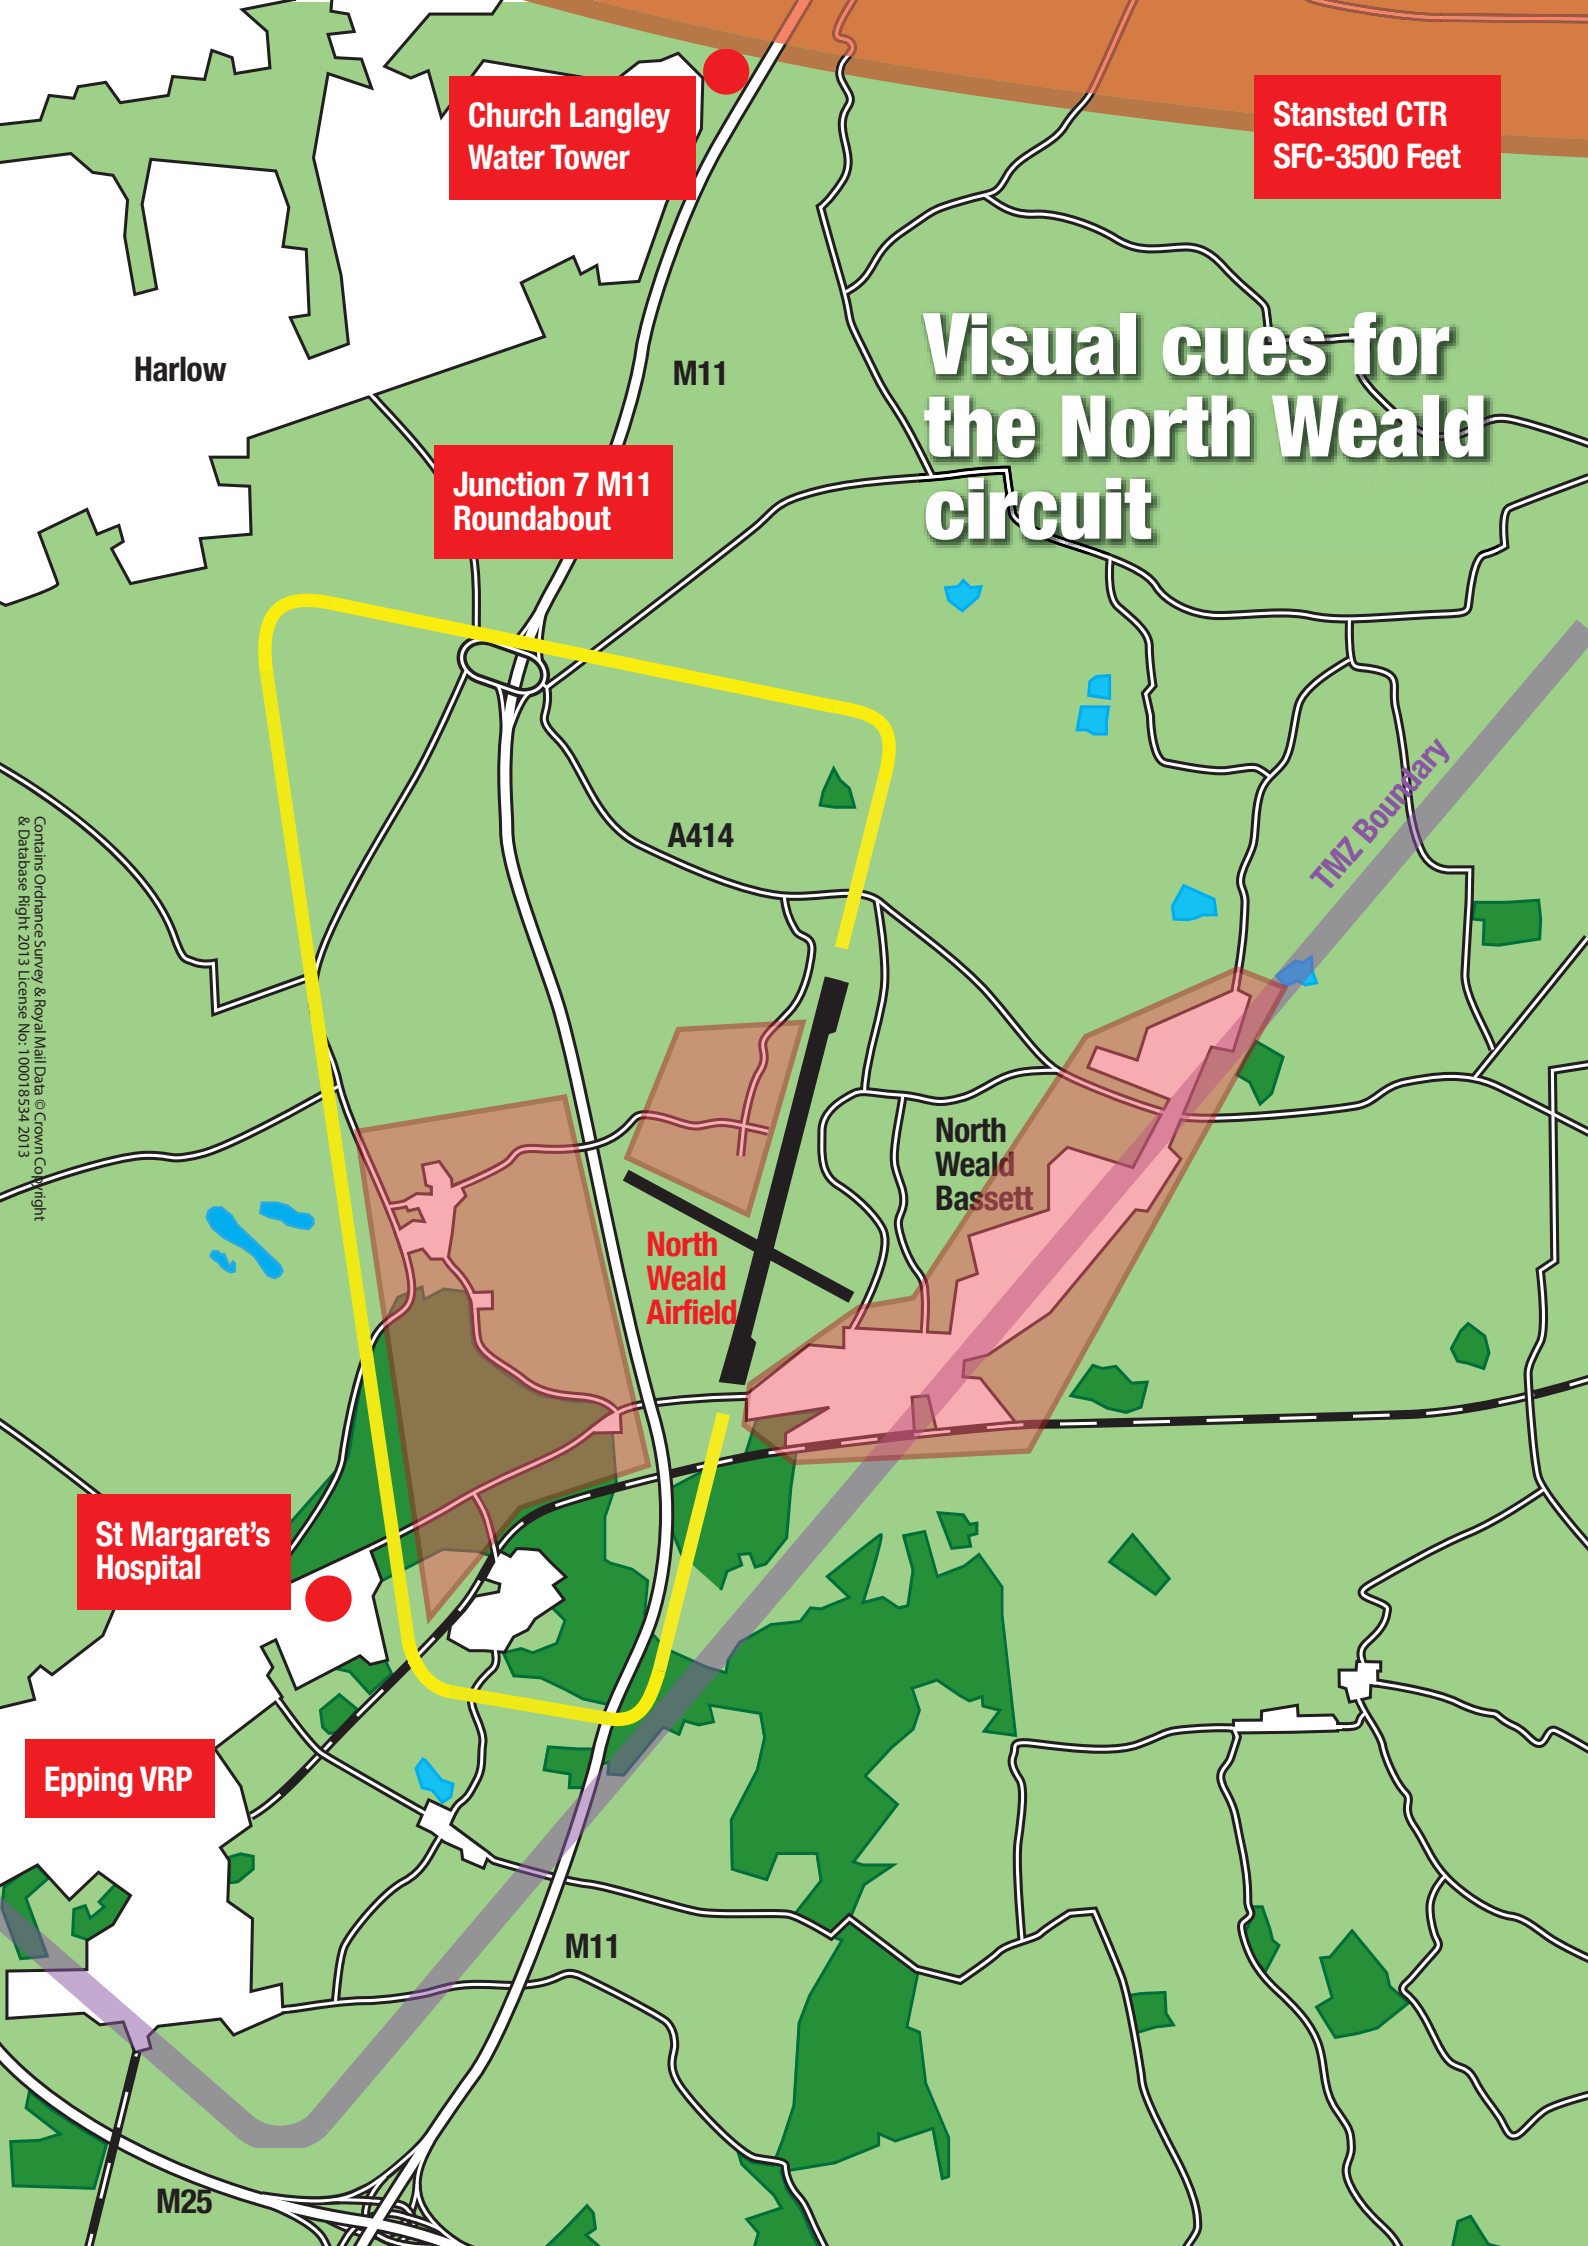 Church Langley
Water Tower
Stansted CTR
SFC-3500 Feet
Visual cues for
the North Weald
circuit
Harlow
M11
Junction 7 M11
Roundabout
TMZ Boundary
A414
Contains Ordnance Survey & Royal Mail Data © Crown Copyright
& Database Right 2013 License No: 100018534 2013
North
Weald
Bassett
North
Weald
Airfield
St Margaret's
Hospital
Epping VRP
M11
M25